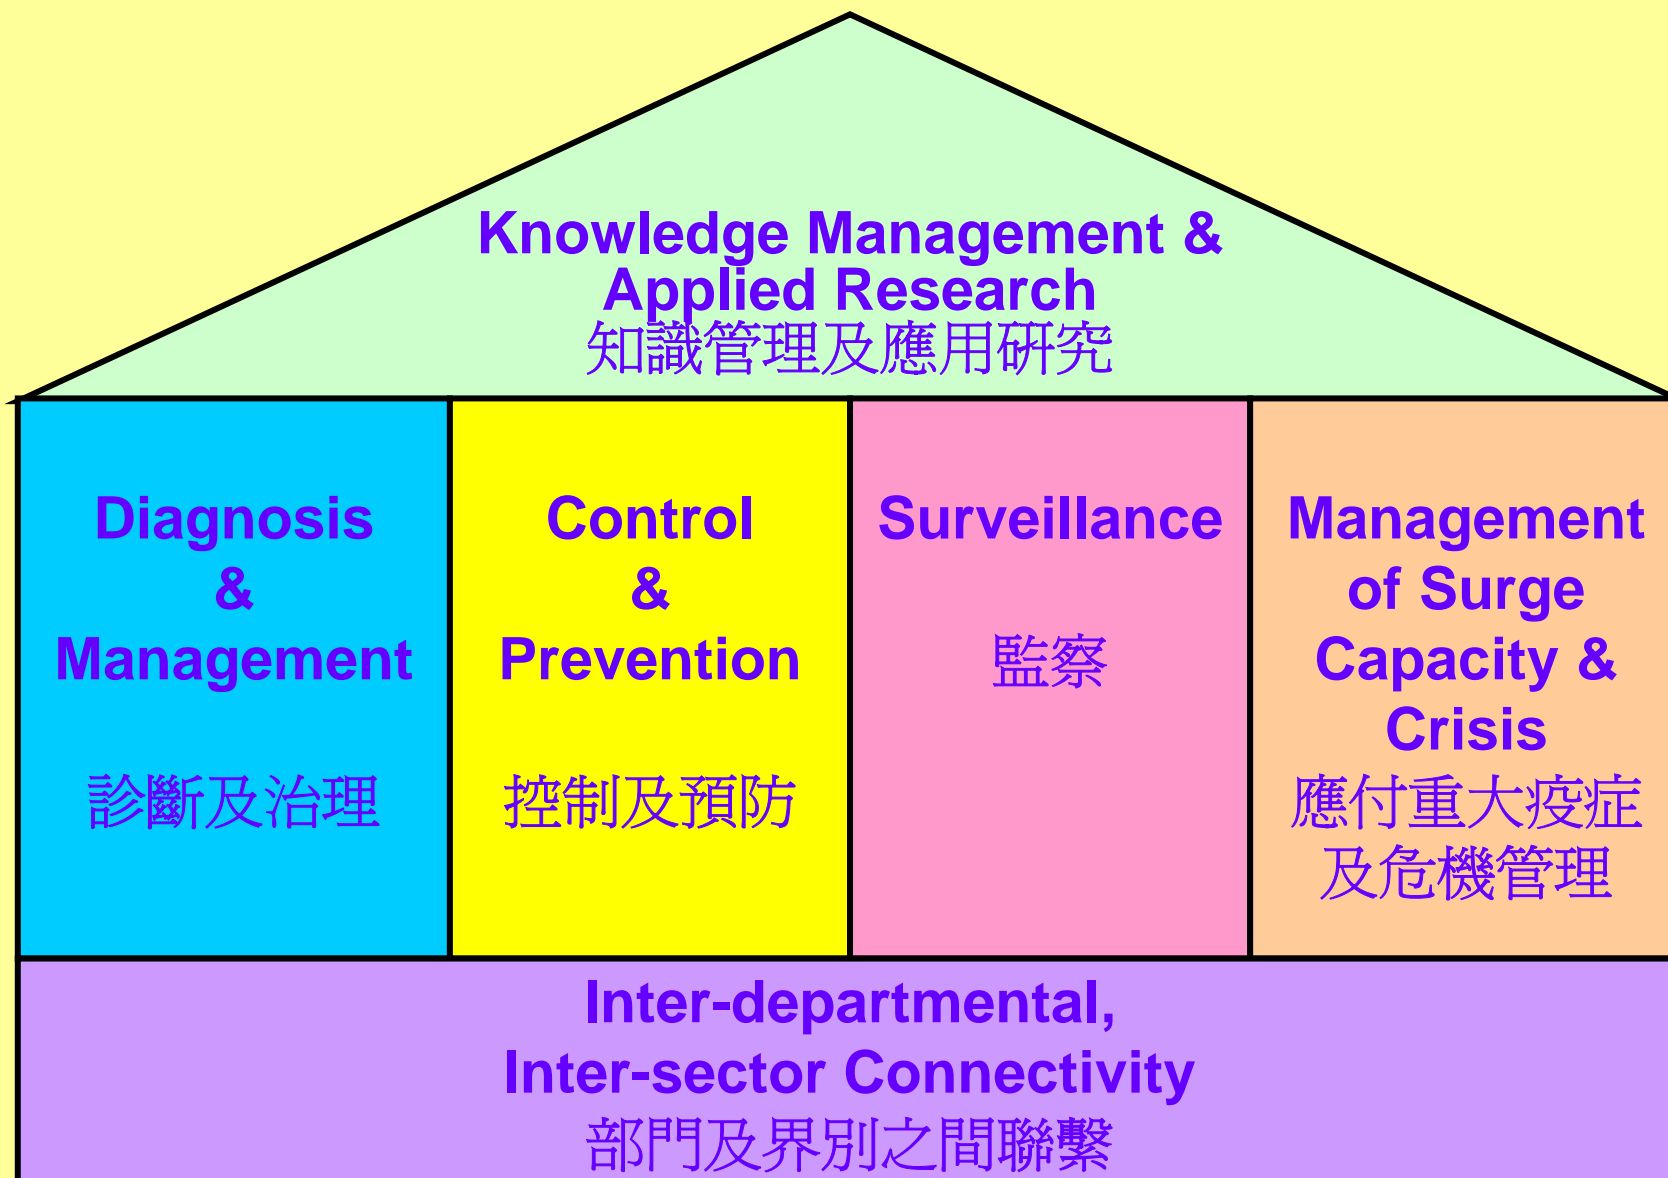 Knowledge Management &
Applied Research
知識管理及應用研究
Diagnosis
&
Management
診斷及治理
Control
&
Prevention
控制及預防
Surveillance
監察
Management
of Surge
Capacity &
Crisis
應付重大疫症
及危機管理
Inter-departmental,
Inter-sector Connectivity
部門及界別之間聯繫